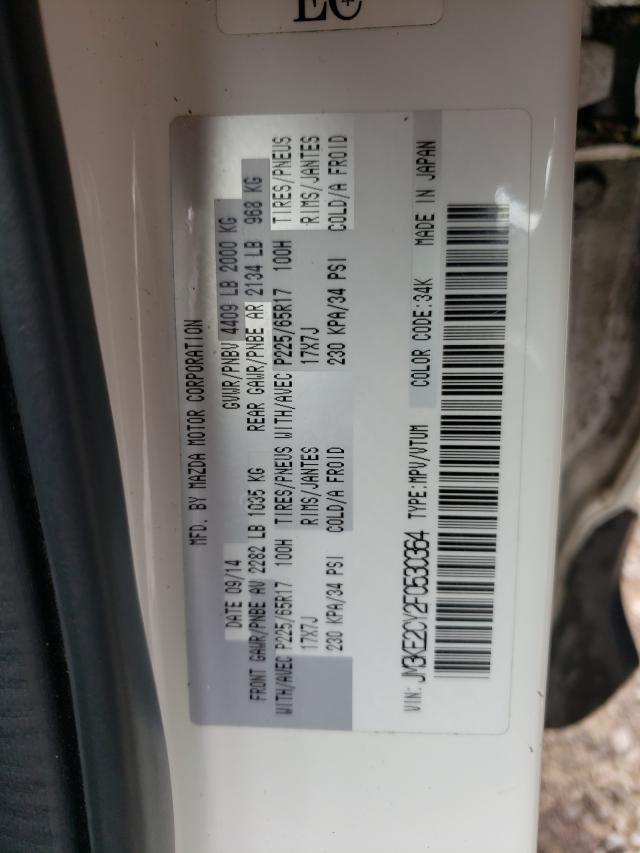 EC
MFD. BY MAZDA MOTOR CORPORATION
DATE 09/14 GVWR/PNBV 4409 LB 2000 KG
FRONT GAWR/PNBE AV 2282 LB 1035 KG REAR GAWR/PNBE AR 2134 LB 968 KG
WITH/AVEC P225/65R17 100H TIRES/PNEUS WITH/AVEC P225/65R17 100H TIRES/PNEUS
17X7J RIMS/JANTES 17X7J RIMS/JANTES
230 KPA/34 PSI COLD/A FROID 230 KPA/34 PSI COLD/A FROID
VIN: JM3KE2CY2F0530364 TYPE:MPV/VTUM COLOR CODE:34K MADE IN JAPAN